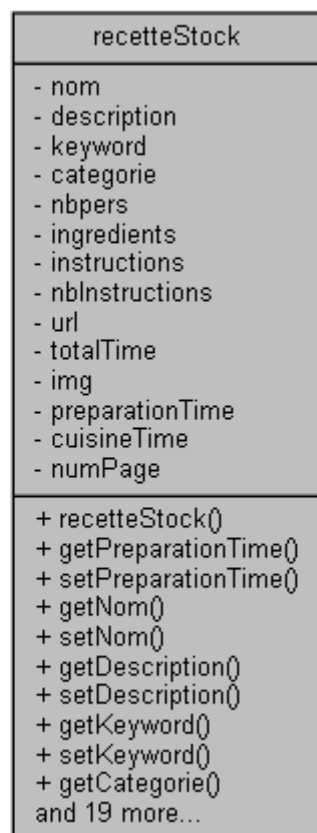 recetteStock
- nom
- description
- keyword
- categorie
- nbpers
- ingredients
- instructions
- nbInstructions
- url
- totalTime
- img
- preparationTime
- cuisineTime
- numPage
+ recetteStock()
+ getPreparationTime()
+ setPreparationTime()
+ getNom()
+ setNom()
+ getDescription()
+ setDescription()
+ getKeyword()
+ setKeyword()
+ getCategorie()
and 19 more...